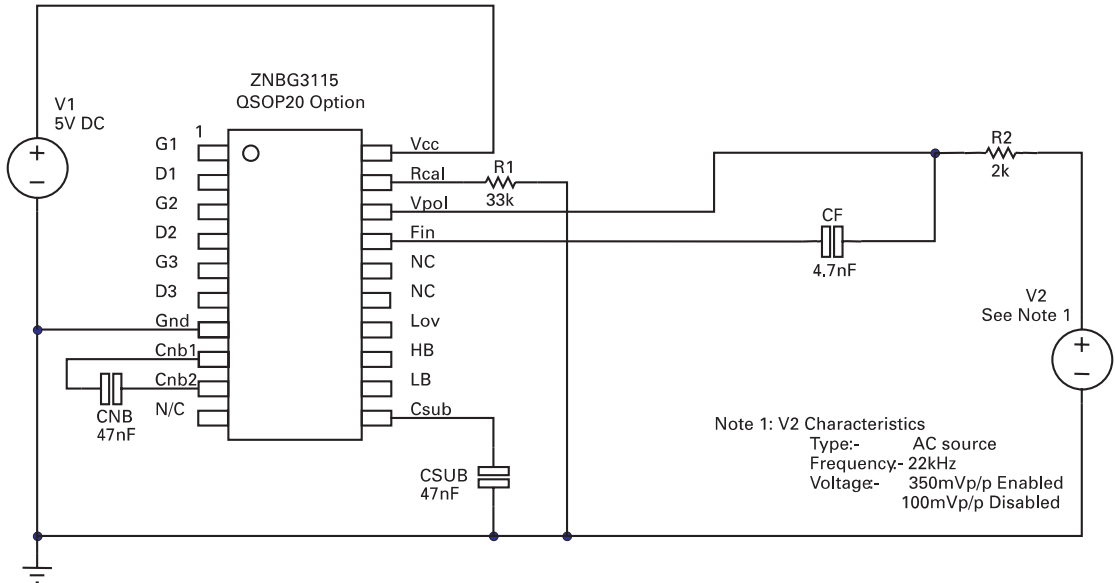 ZNBG3115
QSOP20 Option
V1
5V DC
1
G1
D1
G2
D2
G3
D3
Gnd
Cnb1
Cnb2
N/C
CNB
47nF
Vcc
Rcal
Vpol
Fin
NC
NC
Lov
HB
LB
Csub
R1
33k
CSUB
47nF
CF
4.7nF
R2
2k
V2
See Note 1
Note 1: V2 Characteristics
Type:- AC source
Frequency:- 22kHz
Voltage:- 350mVp/p Enabled
100mVp/p Disabled